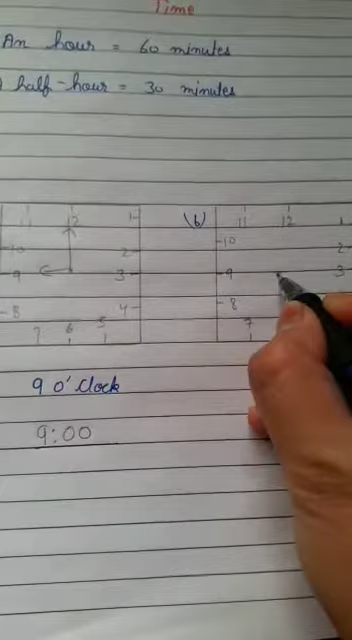 Time
An hour = 60 minutes
half-hour = 30 minutes
11 12 1
10 2
9 3
8 4
7 6 5
(b)
11 12 1
10 2
9 3
8
7
9 o'Clock
9:00